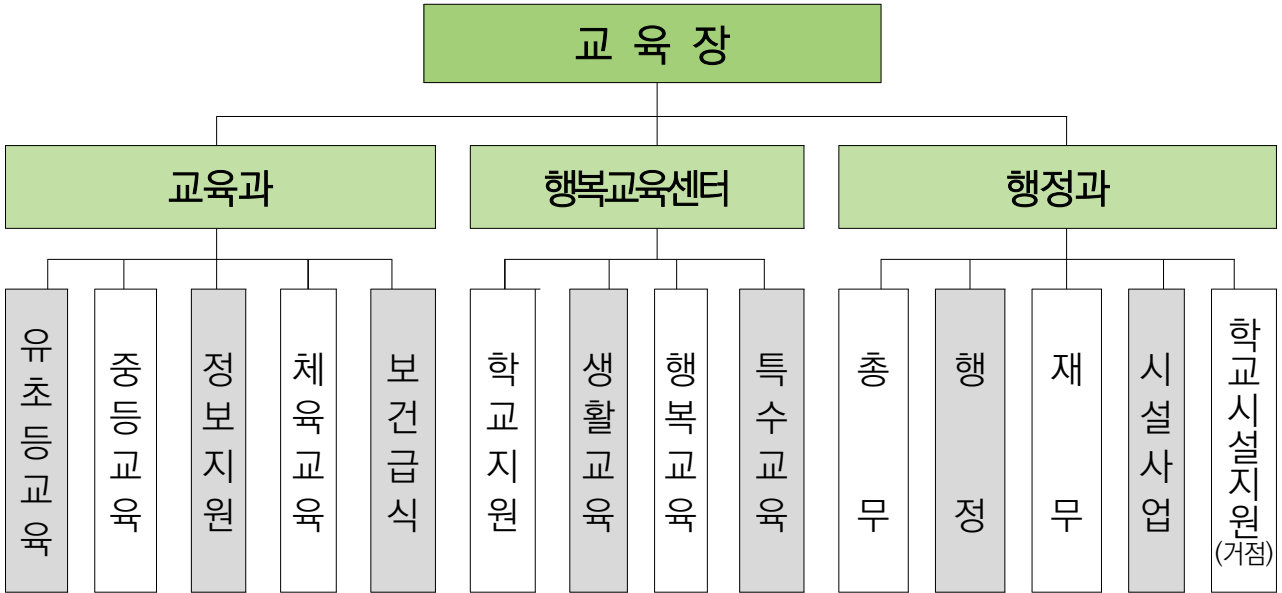 교 육 장
교육과
행복교육센터
행정과
유초등교육
중등교육
정보지원
체육교육
보건급식
학교지원
생활교육
행복교육
특수교육
총무
행정
재무
시설사업
학교시설지원
(거점)